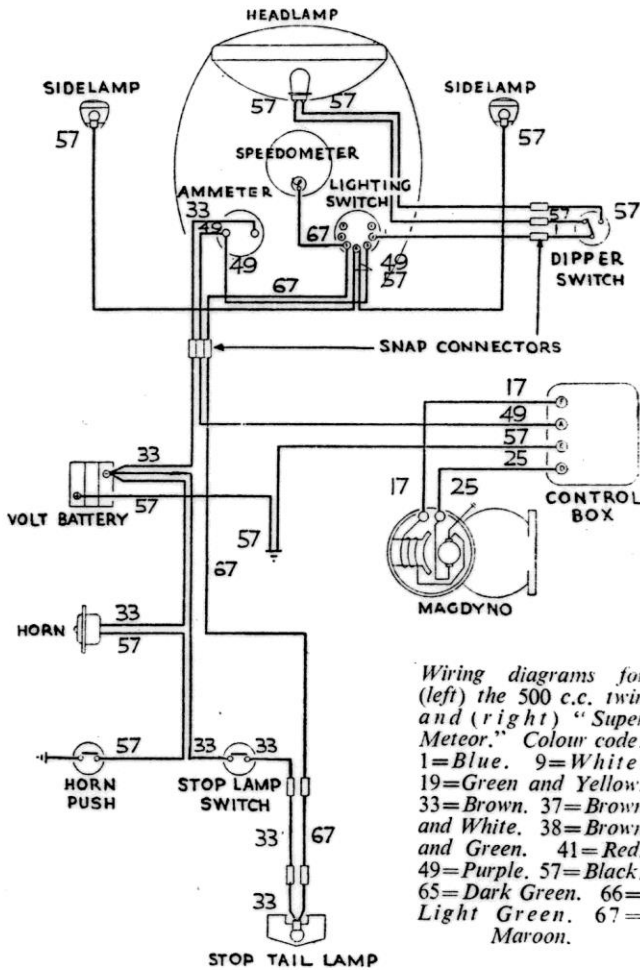 HEADLAMP
SIDELAMP
SIDELAMP
57
57
57
57
SPEEDOMETER
AMMETER
LIGHTING
SWITCH
33
49
49
67
49
57
57
57
DIPPER
SWITCH
67
SNAP CONNECTORS
17
49
57
25
F
A
E
D
CONTROL
BOX
33
57
VOLT BATTERY
57
67
17
25
MAGDYNO
HORN
33
57
57
HORN
PUSH
33
33
STOP LAMP
SWITCH
33
67
33
STOP TAIL LAMP
Wiring diagrams for
(left) the 500 c.c. twin
and (right) "Super
Meteor." Colour code.
1=Blue. 9=White
19=Green and Yellow.
33=Brown. 37=Brown
and White. 38=Brown
and Green. 41=Red
49=Purple. 57=Black.
65=Dark Green. 66=
Light Green. 67=
Maroon.